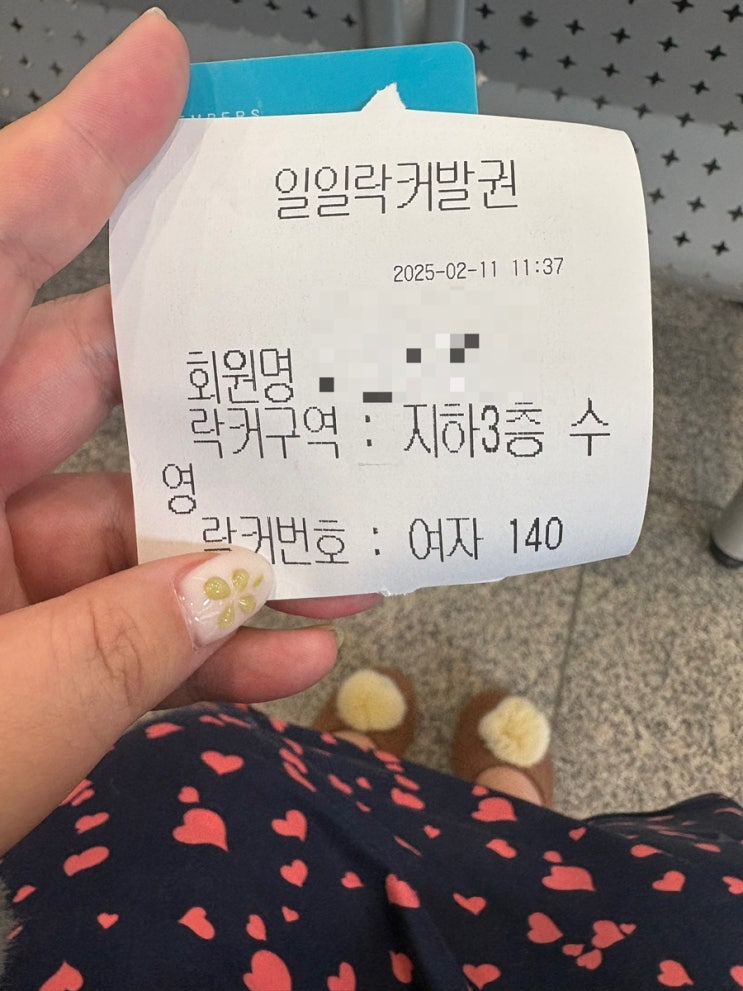 일일락커발권
2025-02-11 11:37
회원명
락커구역 : 지하3층 수
영
락커번호 : 여자 140